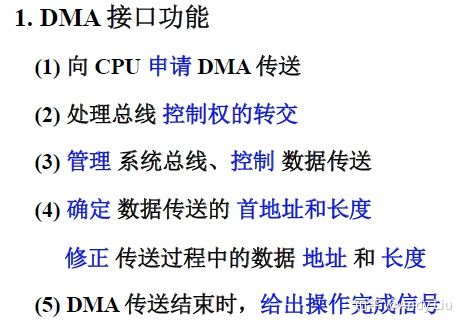 1. DMA 接口功能
(1) 向 CPU 申请 DMA 传送
(2) 处理总线 控制权的转交
(3) 管理 系统总线、控制 数据传送
(4) 确定 数据传送的 首地址和长度
修正 传送过程中的数据 地址 和 长度
(5) DMA 传送结束时，给出操作完成信号